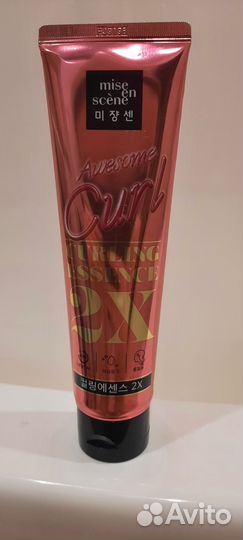 mise
en
scène
미쟝센
Awesome
Curl
CURLING
ESSENCE
2X
컬링에센스 2X
Avito